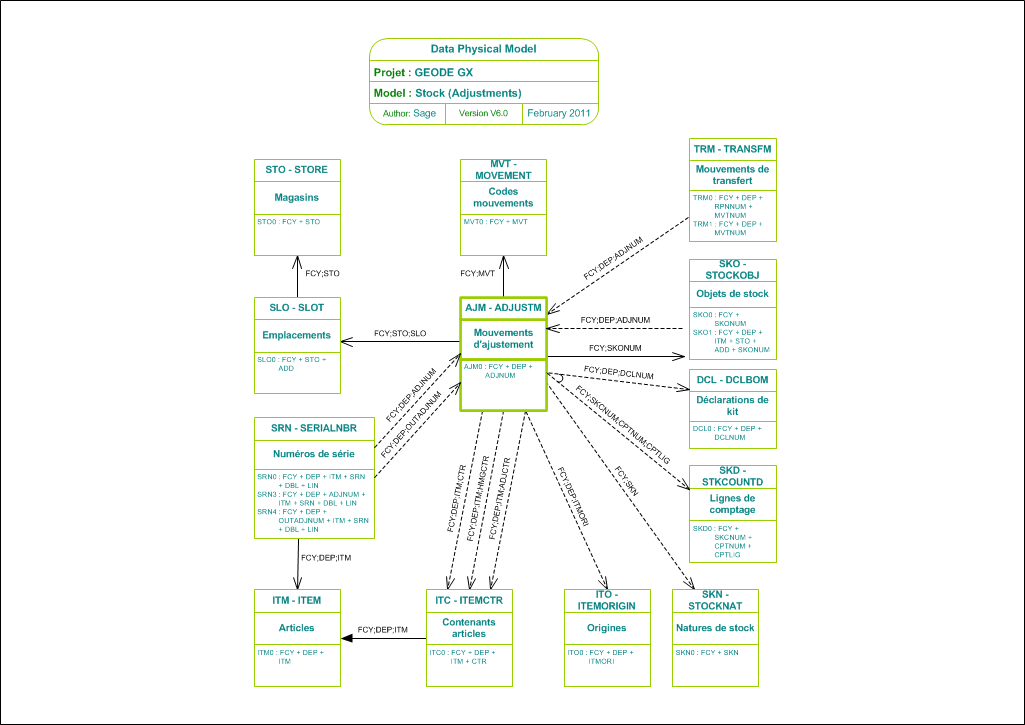 Data Physical Model
Projet : GEODE GX
Model : Stock (Adjustments)
Author: Sage
Version V6.0
February 2011
STO - STORE
Magasins
STO0 : FCY + STO
MVT -
MOVEMENT
Codes
mouvements
MVT0 : FCY + MVT
TRM - TRANSFM
Mouvements de
transfert
TRM0 : FCY + DEP +
RPNNUM +
MVTNUM
TRM1 : FCY + DEP +
MVTNUM
FCY;DEP;ADJNUM
FCY;STO
FCY;MVT
SKO -
STOCKOBJ
Objets de stock
SKO0 : FCY +
SKONUM
SKO1 : FCY + DEP +
ITM + STO +
ADD + SKONUM
SLO - SLOT
Emplacements
SLO0 : FCY + STO +
ADD
FCY;STO;SLO
AJM - ADJUSTM
Mouvements
d'ajustement
AJM0 : FCY + DEP +
ADJNUM
FCY;DEP;ADJNUM
FCY;SKONUM
FCY;DEP;DCLNUM
DCL - DCLBOM
Déclarations de
kit
DCL0 : FCY + DEP +
DCLNUM
FCY;DEP;ADJNUM
FCY;DEP;OUTADJNUM
FCY;SKCNUM;CPTNUM;CPTLIG
SRN - SERIALNBR
Numéros de série
SRN0 : FCY + DEP + ITM + SRN
+ DBL + LIN
SRN3 : FCY + DEP + ADJNUM +
ITM + SRN + DBL + LIN
SRN4 : FCY + DEP +
OUTADJNUM + ITM + SRN
+ DBL + LIN
SKD -
STKCOUNTD
Lignes de
comptage
SKD0 : FCY +
SKCNUM +
CPTNUM +
CPTLIG
FCY;DEP;ITM;CTR
FCY;DEP;ITM;HMGCTR
FCY;DEP;ITM;ADJCTR
FCY;DEP;ITMORI
FCY;SKN
FCY;DEP;ITM
ITM - ITEM
Articles
ITM0 : FCY + DEP +
ITM
FCY;DEP;ITM
ITC - ITEMCTR
Contenants
articles
ITC0 : FCY + DEP +
ITM + CTR
ITO -
ITEMORIGIN
Origines
ITO0 : FCY + DEP +
ITMORI
SKN -
STOCKNAT
Natures de stock
SKN0 : FCY + SKN